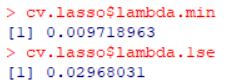 > cv.lasso$lambda.min
[1] 0.009718963
> cv.lasso$lambda.1se
[1] 0.02968031